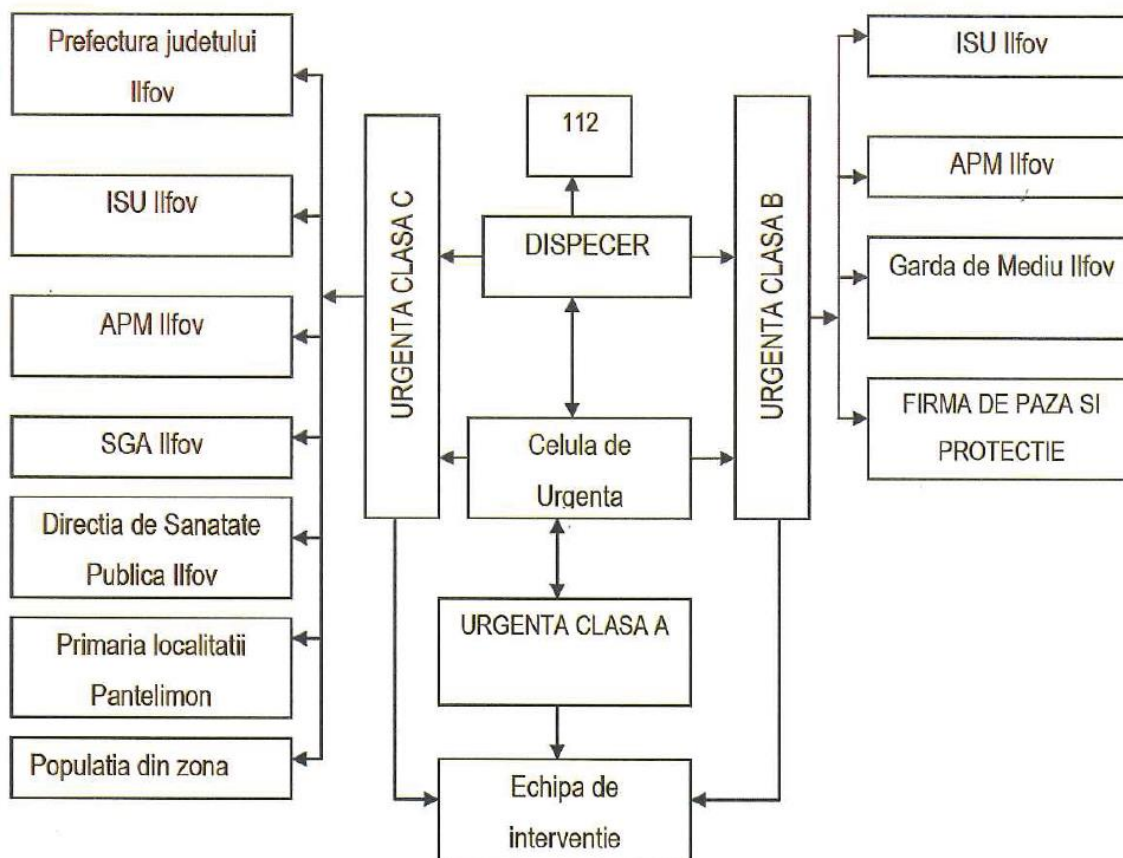 Prefectura judetului
Ilfov
ISU Ilfov
APM Ilfov
SGA Ilfov
Directia de Sanatate
Publica Ilfov
Primaria localitatii
Pantelimon
Populatia din zona
URGENTA CLASA C
112
DISPECER
Celula de
Urgenta
URGENTA CLASA A
Echipa de
interventie
URGENTA CLASA B
ISU Ilfov
APM Ilfov
Garda de Mediu Ilfov
FIRMA DE PAZA SI
PROTECTIE